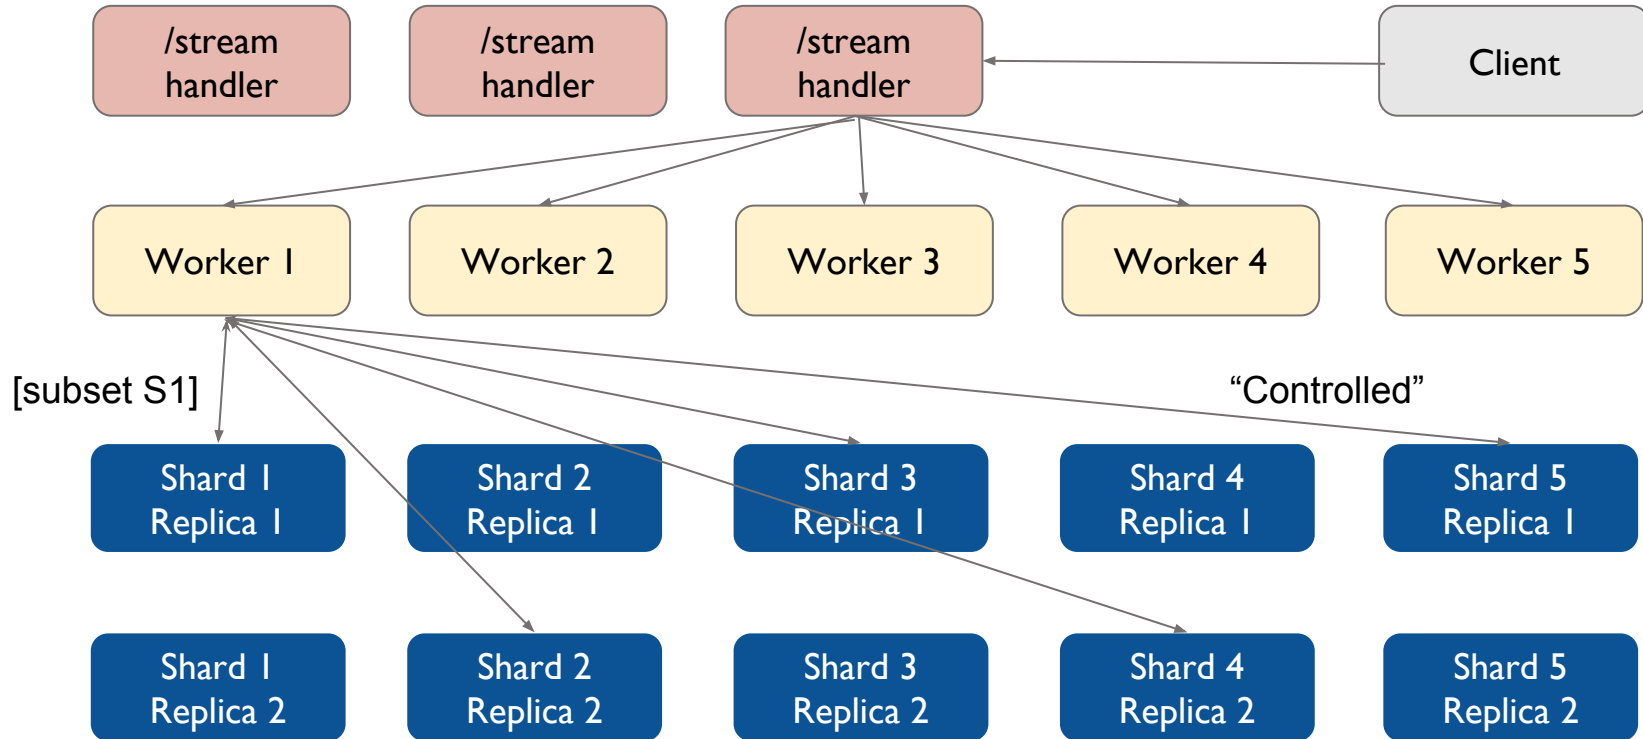 /stream
handler
/stream
handler
/stream
handler
Client
Worker 1
Worker 2
Worker 3
Worker 4
Worker 5
[subset S1]
“Controlled”
Shard 1
Replica 1
Shard 2
Replica 1
Shard 3
Replica 1
Shard 4
Replica 1
Shard 5
Replica 1
Shard 1
Replica 2
Shard 2
Replica 2
Shard 3
Replica 2
Shard 4
Replica 2
Shard 5
Replica 2